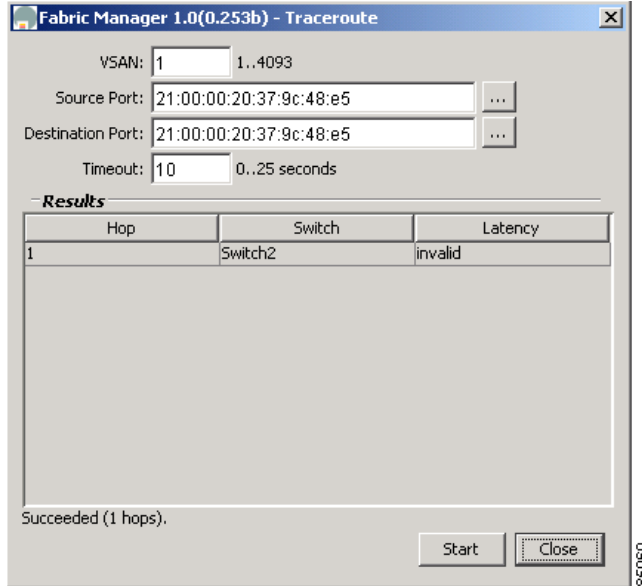 Fabric Manager 1.0(0.253b) - Traceroute
VSAN: 1 1..4093
Source Port: 21:00:00:20:37:9c:48:e5 ...
Destination Port: 21:00:00:20:37:9c:48:e5 ...
Timeout: 10 0..25 seconds
Results
Hop Switch Latency
1 Switch2 invalid
Succeeded (1 hops).
Start Close